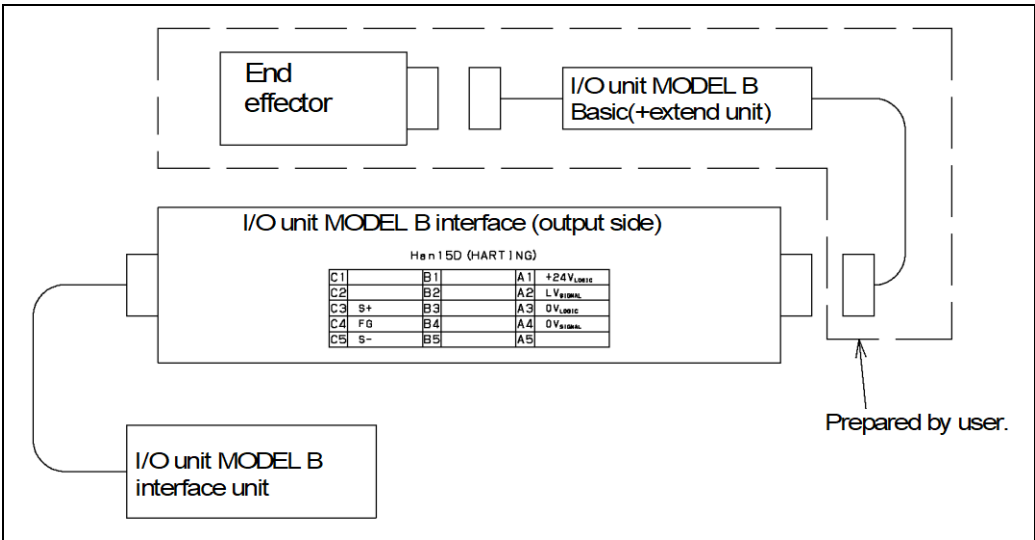 End
effector
I/O unit MODEL B
Basic(+extend unit)
I/O unit MODEL B interface (output side)
Han15D (HARTING)
C1 B1 A1 +24VLOGIC
C2 B2 A2 LVSIGNAL
C3 S+ B3 A3 0VLOGIC
C4 FG B4 A4 0VSIGNAL
C5 S- B5 A5
Prepared by user.
I/O unit MODEL B
interface unit